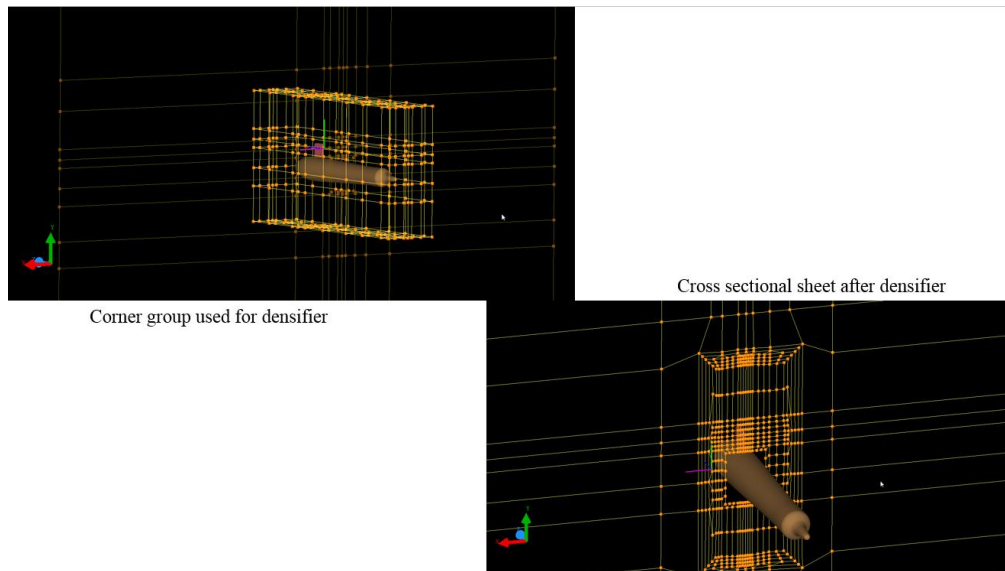 Cross sectional sheet after densifier
Corner group used for densifier